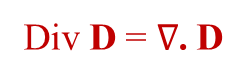 Div D = ∇. D